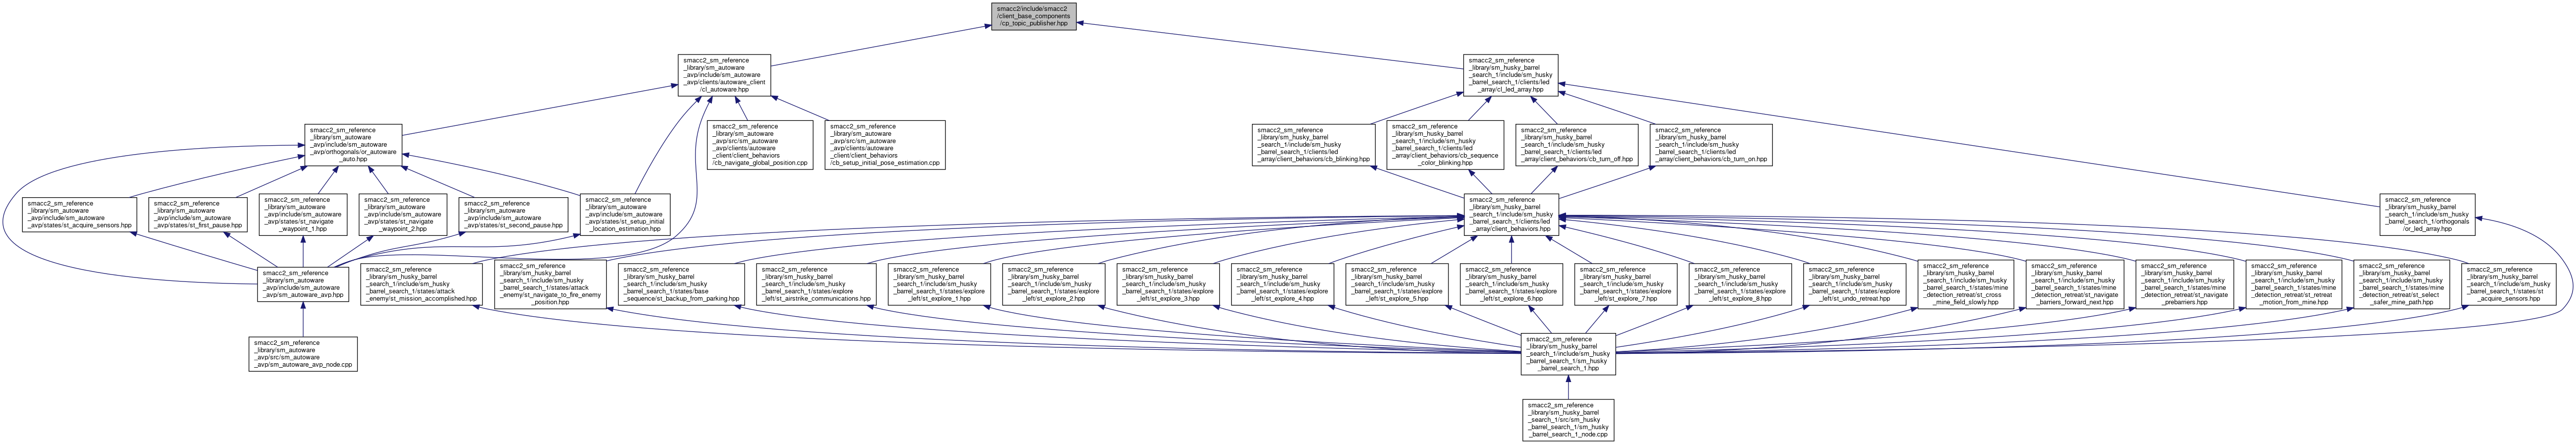 smacc2/include/smacc2
/client_base_components
/cp_topic_publisher.hpp
smacc2_sm_reference
_library/sm_autoware
_avp/include/sm_autoware
_avp/clients/autoware_client
/cl_autoware.hpp
smacc2_sm_reference
_library/sm_husky_barrel
_search_1/include/sm_husky
_barrel_search_1/clients/led
_array/cl_led_array.hpp
smacc2_sm_reference
_library/sm_autoware
_avp/include/sm_autoware
_avp/orthogonals/or_autoware
_auto.hpp
smacc2_sm_reference
_library/sm_autoware
_avp/src/sm_autoware
_avp/clients/autoware
_client/client_behaviors
/cb_navigate_global_position.cpp
smacc2_sm_reference
_library/sm_autoware
_avp/src/sm_autoware
_avp/clients/autoware
_client/client_behaviors
/cb_setup_initial_pose_estimation.cpp
smacc2_sm_reference
_library/sm_husky_barrel
_search_1/include/sm_husky
_barrel_search_1/clients/led
_array/client_behaviors/cb_blinking.hpp
smacc2_sm_reference
_library/sm_husky_barrel
_search_1/include/sm_husky
_barrel_search_1/clients/led
_array/client_behaviors/cb_sequence
_color_blinking.hpp
smacc2_sm_reference
_library/sm_husky_barrel
_search_1/include/sm_husky
_barrel_search_1/clients/led
_array/client_behaviors/cb_turn_off.hpp
smacc2_sm_reference
_library/sm_husky_barrel
_search_1/include/sm_husky
_barrel_search_1/clients/led
_array/client_behaviors/cb_turn_on.hpp
smacc2_sm_reference
_library/sm_autoware
_avp/include/sm_autoware
_avp/states/st_acquire_sensors.hpp
smacc2_sm_reference
_library/sm_autoware
_avp/include/sm_autoware
_avp/states/st_first_pause.hpp
smacc2_sm_reference
_library/sm_autoware
_avp/include/sm_autoware
_avp/states/st_navigate
_waypoint_1.hpp
smacc2_sm_reference
_library/sm_autoware
_avp/include/sm_autoware
_avp/states/st_navigate
_waypoint_2.hpp
smacc2_sm_reference
_library/sm_autoware
_avp/include/sm_autoware
_avp/states/st_second_pause.hpp
smacc2_sm_reference
_library/sm_autoware
_avp/include/sm_autoware
_avp/states/st_setup_initial
_location_estimation.hpp
smacc2_sm_reference
_library/sm_husky_barrel
_search_1/include/sm_husky
_barrel_search_1/clients/led
_array/client_behaviors.hpp
smacc2_sm_reference
_library/sm_husky_barrel
_search_1/include/sm_husky
_barrel_search_1/orthogonals
/or_led_array.hpp
smacc2_sm_reference
_library/sm_autoware
_avp/include/sm_autoware
_avp/sm_autoware_avp.hpp
smacc2_sm_reference
_library/sm_husky_barrel
_search_1/include/sm_husky
_barrel_search_1/states/attack
_enemy/st_mission_accomplished.hpp
smacc2_sm_reference
_library/sm_husky_barrel
_search_1/include/sm_husky
_barrel_search_1/states/attack
_enemy/st_navigate_to_fire_enemy
_position.hpp
smacc2_sm_reference
_library/sm_husky_barrel
_search_1/include/sm_husky
_barrel_search_1/states/base
_sequence/st_backup_from_parking.hpp
smacc2_sm_reference
_library/sm_husky_barrel
_search_1/include/sm_husky
_barrel_search_1/states/explore
_left/st_airstrike_communications.hpp
smacc2_sm_reference
_library/sm_husky_barrel
_search_1/include/sm_husky
_barrel_search_1/states/explore
_left/st_explore_1.hpp
smacc2_sm_reference
_library/sm_husky_barrel
_search_1/include/sm_husky
_barrel_search_1/states/explore
_left/st_explore_2.hpp
smacc2_sm_reference
_library/sm_husky_barrel
_search_1/include/sm_husky
_barrel_search_1/states/explore
_left/st_explore_3.hpp
smacc2_sm_reference
_library/sm_husky_barrel
_search_1/include/sm_husky
_barrel_search_1/states/explore
_left/st_explore_4.hpp
smacc2_sm_reference
_library/sm_husky_barrel
_search_1/include/sm_husky
_barrel_search_1/states/explore
_left/st_explore_5.hpp
smacc2_sm_reference
_library/sm_husky_barrel
_search_1/include/sm_husky
_barrel_search_1/states/explore
_left/st_explore_6.hpp
smacc2_sm_reference
_library/sm_husky_barrel
_search_1/include/sm_husky
_barrel_search_1/states/explore
_left/st_explore_7.hpp
smacc2_sm_reference
_library/sm_husky_barrel
_search_1/include/sm_husky
_barrel_search_1/states/explore
_left/st_explore_8.hpp
smacc2_sm_reference
_library/sm_husky_barrel
_search_1/include/sm_husky
_barrel_search_1/states/explore
_left/st_undo_retreat.hpp
smacc2_sm_reference
_library/sm_husky_barrel
_search_1/include/sm_husky
_barrel_search_1/states/mine
_detection_retreat/st_cross
_mine_field_slowly.hpp
smacc2_sm_reference
_library/sm_husky_barrel
_search_1/include/sm_husky
_barrel_search_1/states/mine
_detection_retreat/st_navigate
_barriers_forward_next.hpp
smacc2_sm_reference
_library/sm_husky_barrel
_search_1/include/sm_husky
_barrel_search_1/states/mine
_detection_retreat/st_navigate
_prebarriers.hpp
smacc2_sm_reference
_library/sm_husky_barrel
_search_1/include/sm_husky
_barrel_search_1/states/mine
_detection_retreat/st_retreat
_motion_from_mine.hpp
smacc2_sm_reference
_library/sm_husky_barrel
_search_1/include/sm_husky
_barrel_search_1/states/mine
_detection_retreat/st_select
_safer_mine_path.hpp
smacc2_sm_reference
_library/sm_husky_barrel
_search_1/include/sm_husky
_barrel_search_1/states/st
_acquire_sensors.hpp
smacc2_sm_reference
_library/sm_autoware
_avp/src/sm_autoware
_avp/sm_autoware_avp_node.cpp
smacc2_sm_reference
_library/sm_husky_barrel
_search_1/include/sm_husky
_barrel_search_1/sm_husky
_barrel_search_1.hpp
smacc2_sm_reference
_library/sm_husky_barrel
_search_1/src/sm_husky
_barrel_search_1/sm_husky
_barrel_search_1_node.cpp